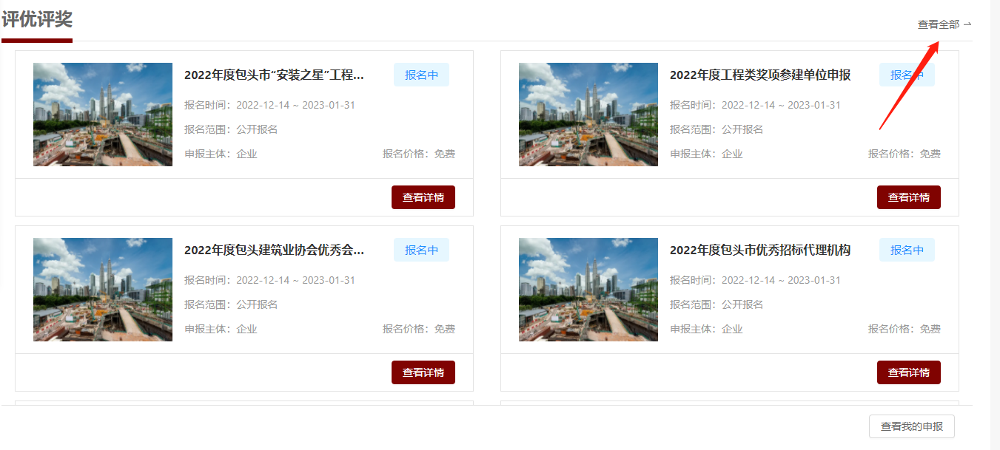 评优评奖
查看全部 →
2022年度包头市“安装之星”工程... 报名中
报名时间：2022-12-14 ~ 2023-01-31
报名范围：公开报名
申报主体：企业 报名价格：免费
查看详情
2022年度工程类奖项参建单位申报 报名中
报名时间：2022-12-14 ~ 2023-01-31
报名范围：公开报名
申报主体：企业 报名价格：免费
查看详情
2022年度包头建筑业协会优秀会... 报名中
报名时间：2022-12-14 ~ 2023-01-31
报名范围：公开报名
申报主体：企业 报名价格：免费
查看详情
2022年度包头市优秀招标代理机构 报名中
报名时间：2022-12-14 ~ 2023-01-31
报名范围：公开报名
申报主体：企业 报名价格：免费
查看详情
查看我的申报